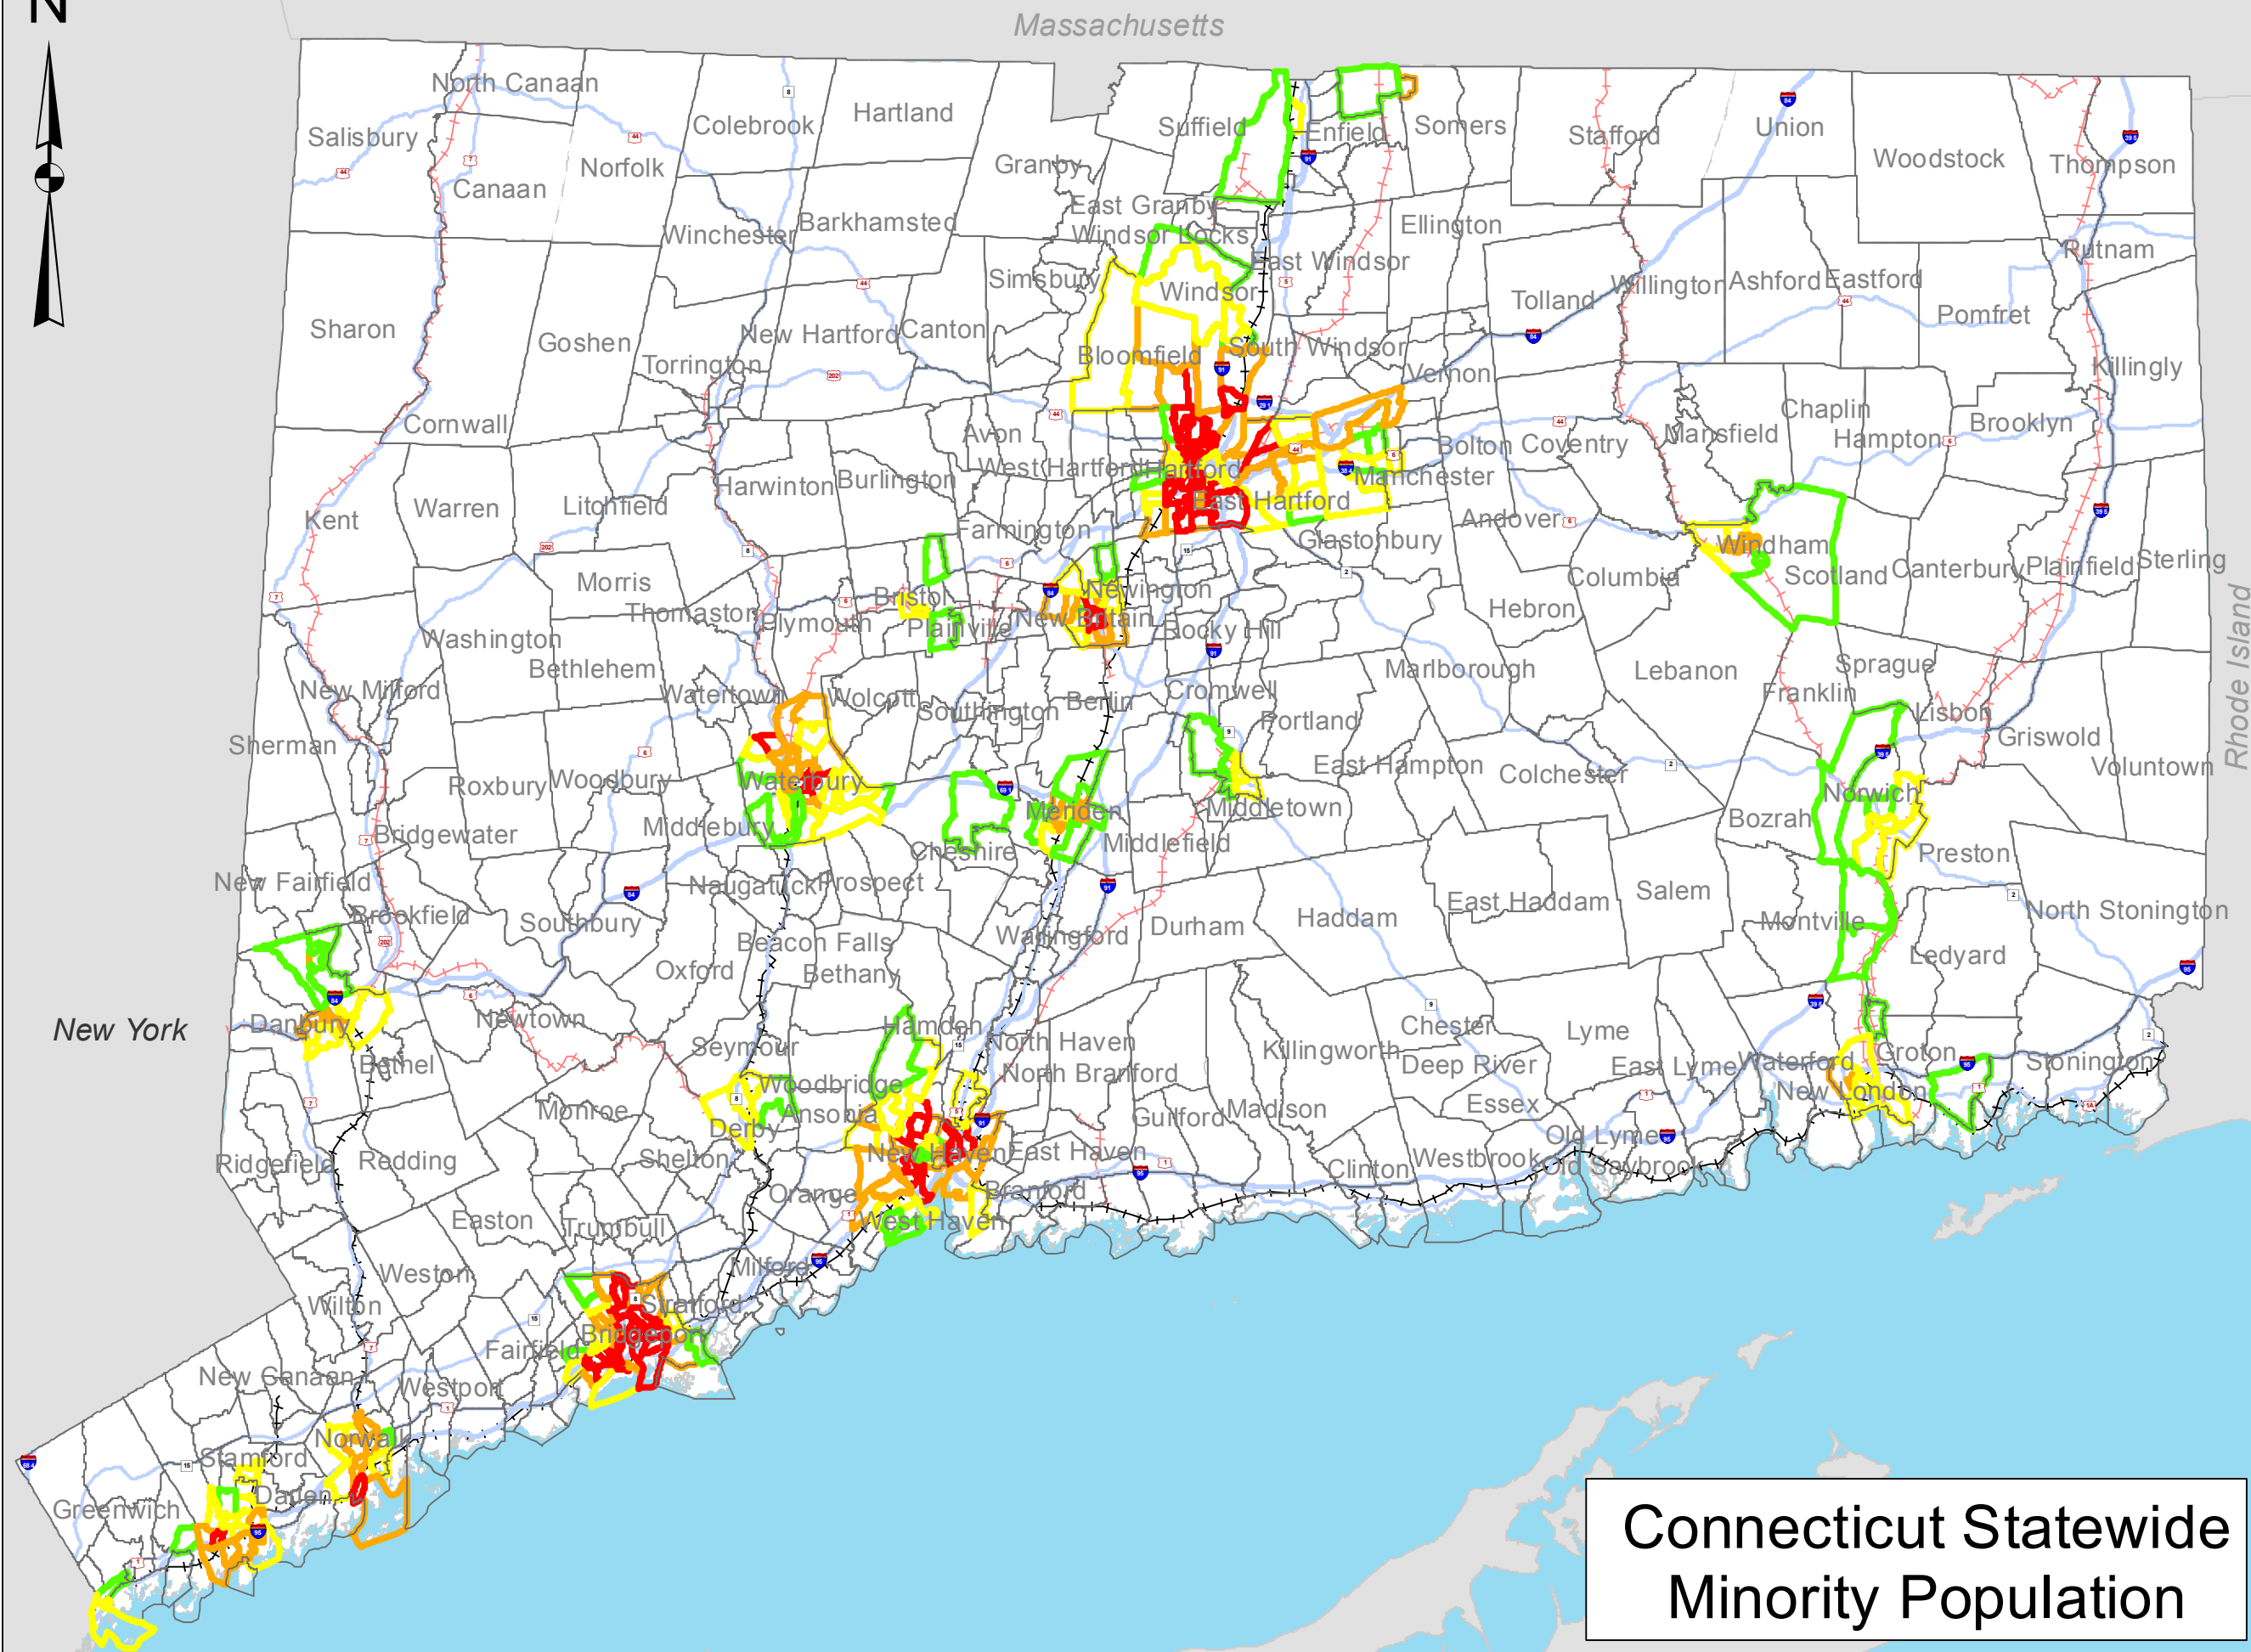 N
Massachusetts
North Canaan
Salisbury
Canaan
Norfolk
Colebrook
Hartland
Granby
Suffield
Enfield
Somers
Stafford
Union
Woodstock
Thompson
East Granby
Windsor Locks
Winchester
Barkhamsted
Simsbury
Windsor
East Windsor
Ellington
Tolland
Willington
Ashford
Eastford
Putnam
Pomfret
Sharon
Goshen
Torrington
New Hartford
Canton
Bloomfield
South Windsor
Vernon
Killingly
Cornwall
Avon
West Hartford
Hartford
Manchester
Bolton
Coventry
Mansfield
Chaplin
Hampton
Brooklyn
Kent
Warren
Litchfield
Harwinton
Burlington
Farmington
East Hartford
Glastonbury
Andover
Windham
Scotland
Canterbury
Plainfield
Sterling
Columbia
Hebron
Morris
Thomaston
Plymouth
Bristol
Plainville
New Britain
Newington
Rocky Hill
Washington
Bethlehem
Watertown
Wolcott
Southington
Berlin
Cromwell
Portland
Marlborough
Lebanon
Franklin
Sprague
Lisbon
Griswold
Voluntown
Rhode Island
New Milford
Sherman
Roxbury
Woodbury
Waterbury
Middlebury
Cheshire
Meriden
Middlefield
Middletown
East Hampton
Colchester
Bozrah
Norwich
Preston
Bridgewater
New Fairfield
Brookfield
Southbury
Naugatuck
Prospect
Wallingford
Durham
Haddam
East Haddam
Salem
Montville
Ledyard
North Stonington
Beacon Falls
Bethany
Oxford
New York
Danbury
Bethel
Newtown
Seymour
Hamden
North Haven
North Branford
Killingworth
Chester
Deep River
Lyme
East Lyme
Waterford
Groton
Stonington
New London
Woodbridge
Ansonia
Derby
Monroe
Guilford
Madison
Essex
Old Lyme
Old Saybrook
Westbrook
Clinton
Ridgefield
Redding
Shelton
Orange
New Haven
East Haven
Branford
West Haven
Easton
Trumbull
Milford
Stratford
Bridgeport
Fairfield
Weston
Wilton
New Canaan
Westport
Norwalk
Stamford
Darien
Greenwich
Connecticut Statewide
Minority Population